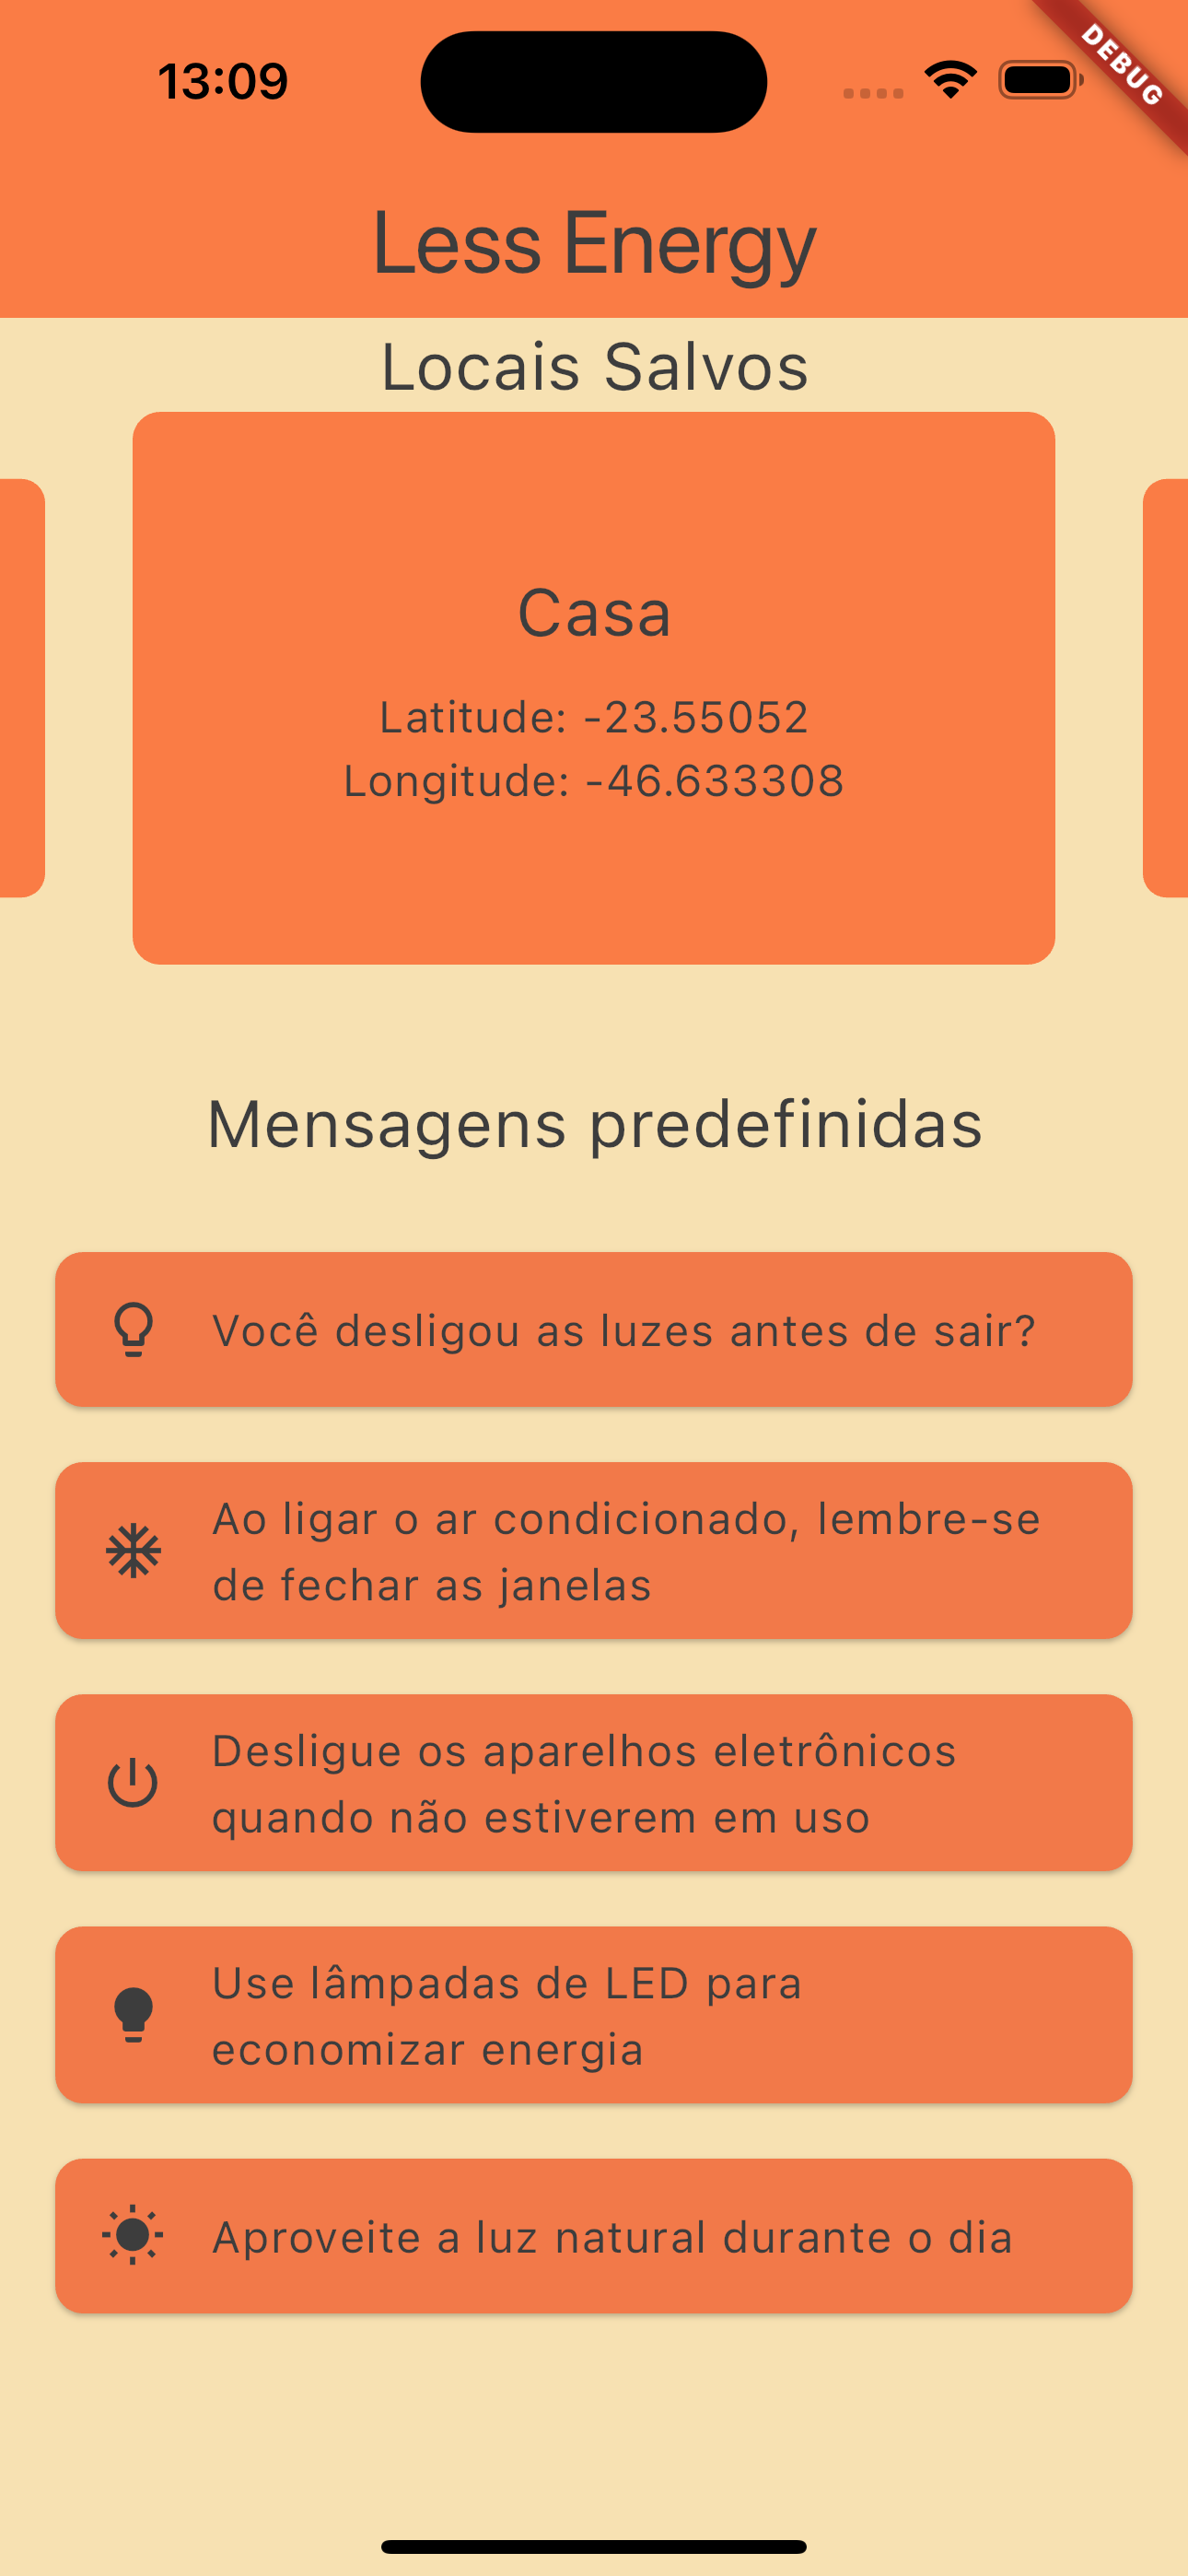 13:09
DEBUG
Less Energy
Locais Salvos
Casa
Latitude: -23.55052
Longitude: -46.633308
Mensagens predefinidas
Você desligou as luzes antes de sair?
Ao ligar o ar condicionado, lembre-se
de fechar as janelas
Desligue os aparelhos eletrônicos
quando não estiverem em uso
Use lâmpadas de LED para
economizar energia
Aproveite a luz natural durante o dia